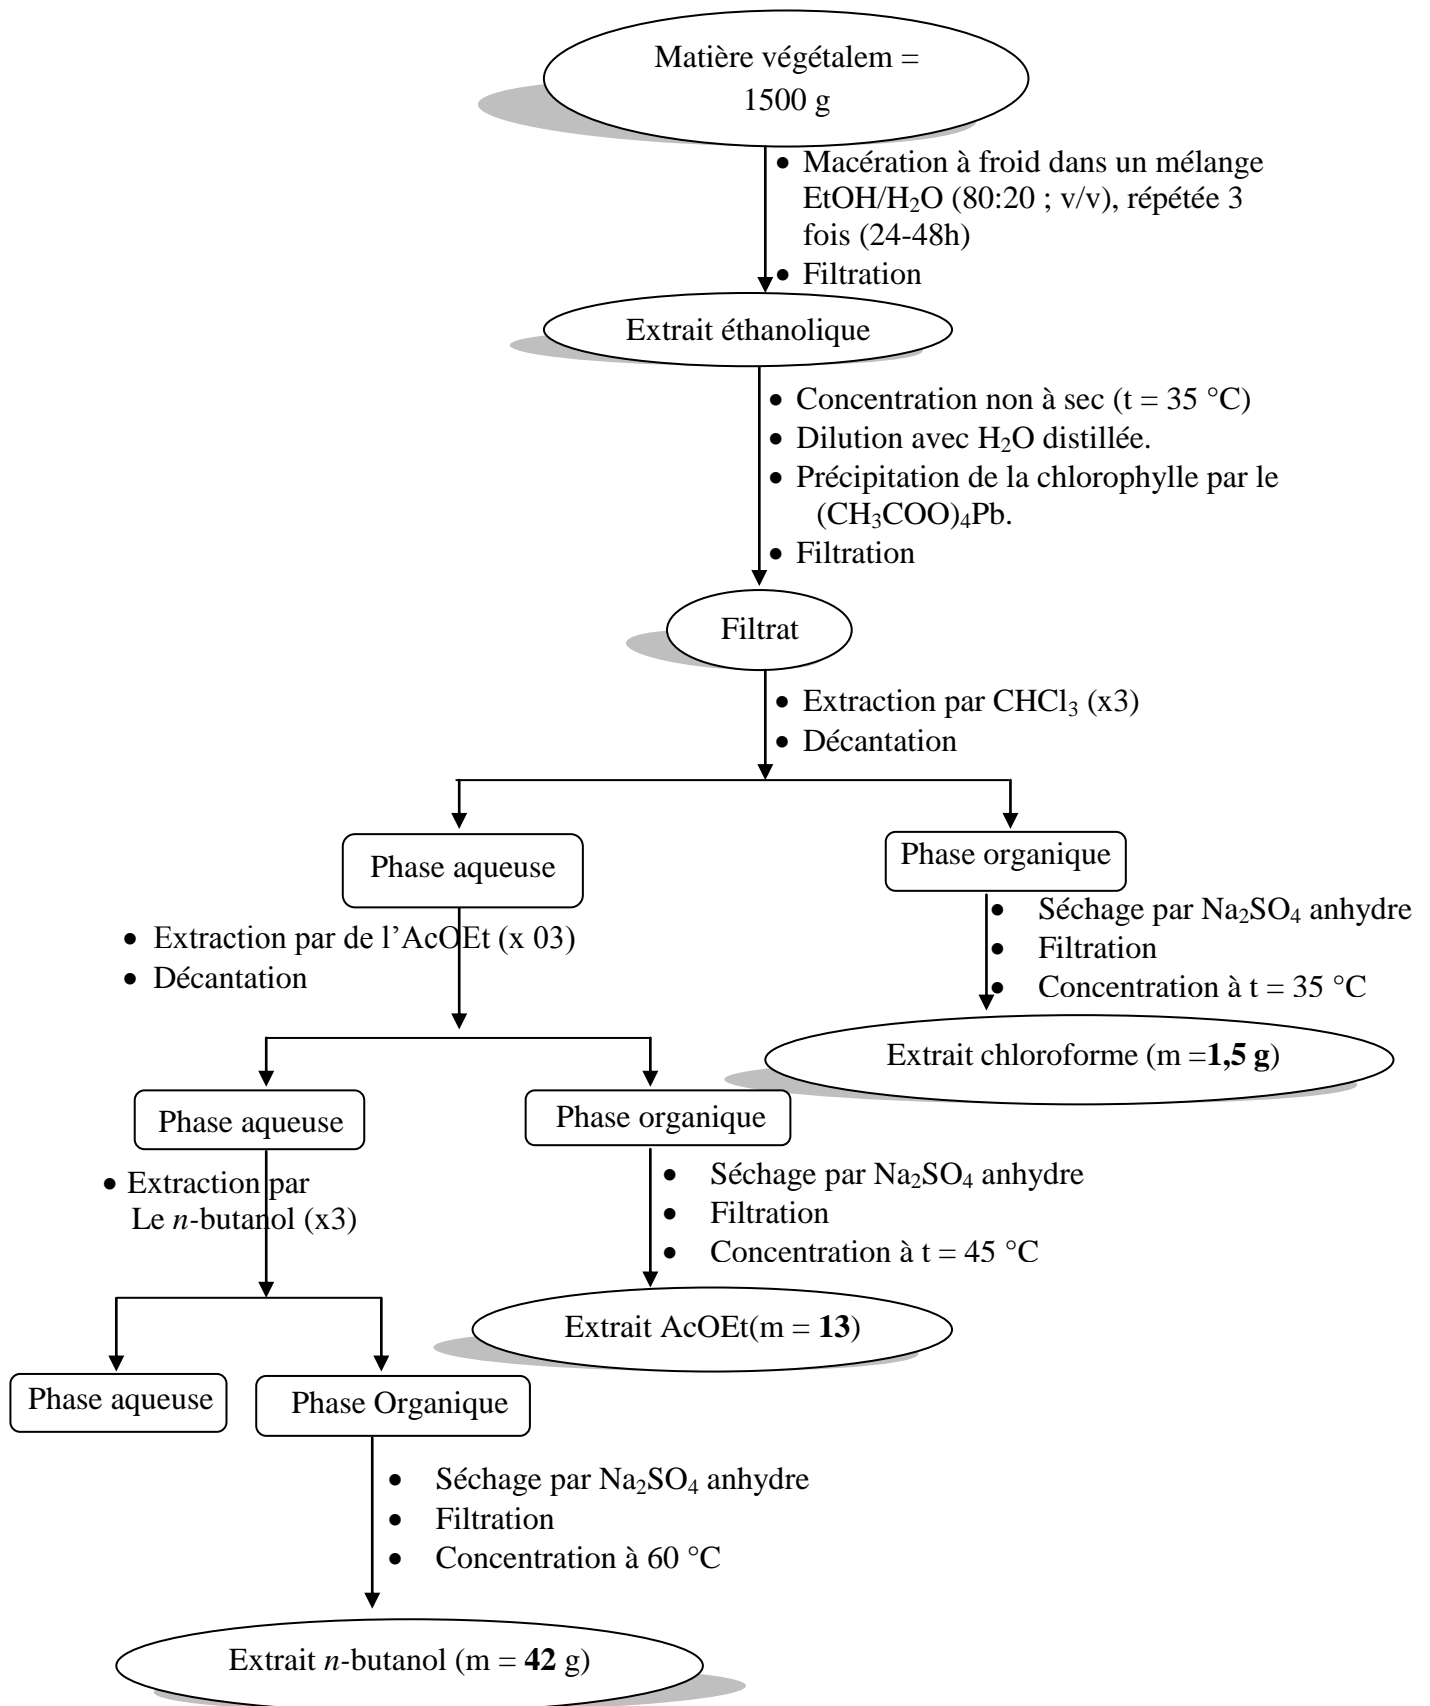 Matière végétalem =
1500 g
• Macération à froid dans un mélange
EtOH/H₂O (80:20 ; v/v), répétée 3
fois (24-48h)
• Filtration
Extrait éthanolique
• Concentration non à sec (t = 35 °C)
• Dilution avec H₂O distillée.
• Précipitation de la chlorophylle par le
(CH₃COO)₄Pb.
• Filtration
Filtrat
• Extraction par CHCl₃ (x3)
• Décantation
Phase aqueuse
Phase organique
• Séchage par Na₂SO₄ anhydre
• Filtration
• Concentration à t = 35 °C
Extrait chloroforme (m =1,5 g)
• Extraction par de l'AcOEt (x 03)
• Décantation
Phase aqueuse
Phase organique
• Séchage par Na₂SO₄ anhydre
• Filtration
• Concentration à t = 45 °C
Extrait AcOEt(m = 13)
• Extraction par
Le n-butanol (x3)
Phase aqueuse
Phase Organique
• Séchage par Na₂SO₄ anhydre
• Filtration
• Concentration à 60 °C
Extrait n-butanol (m = 42 g)